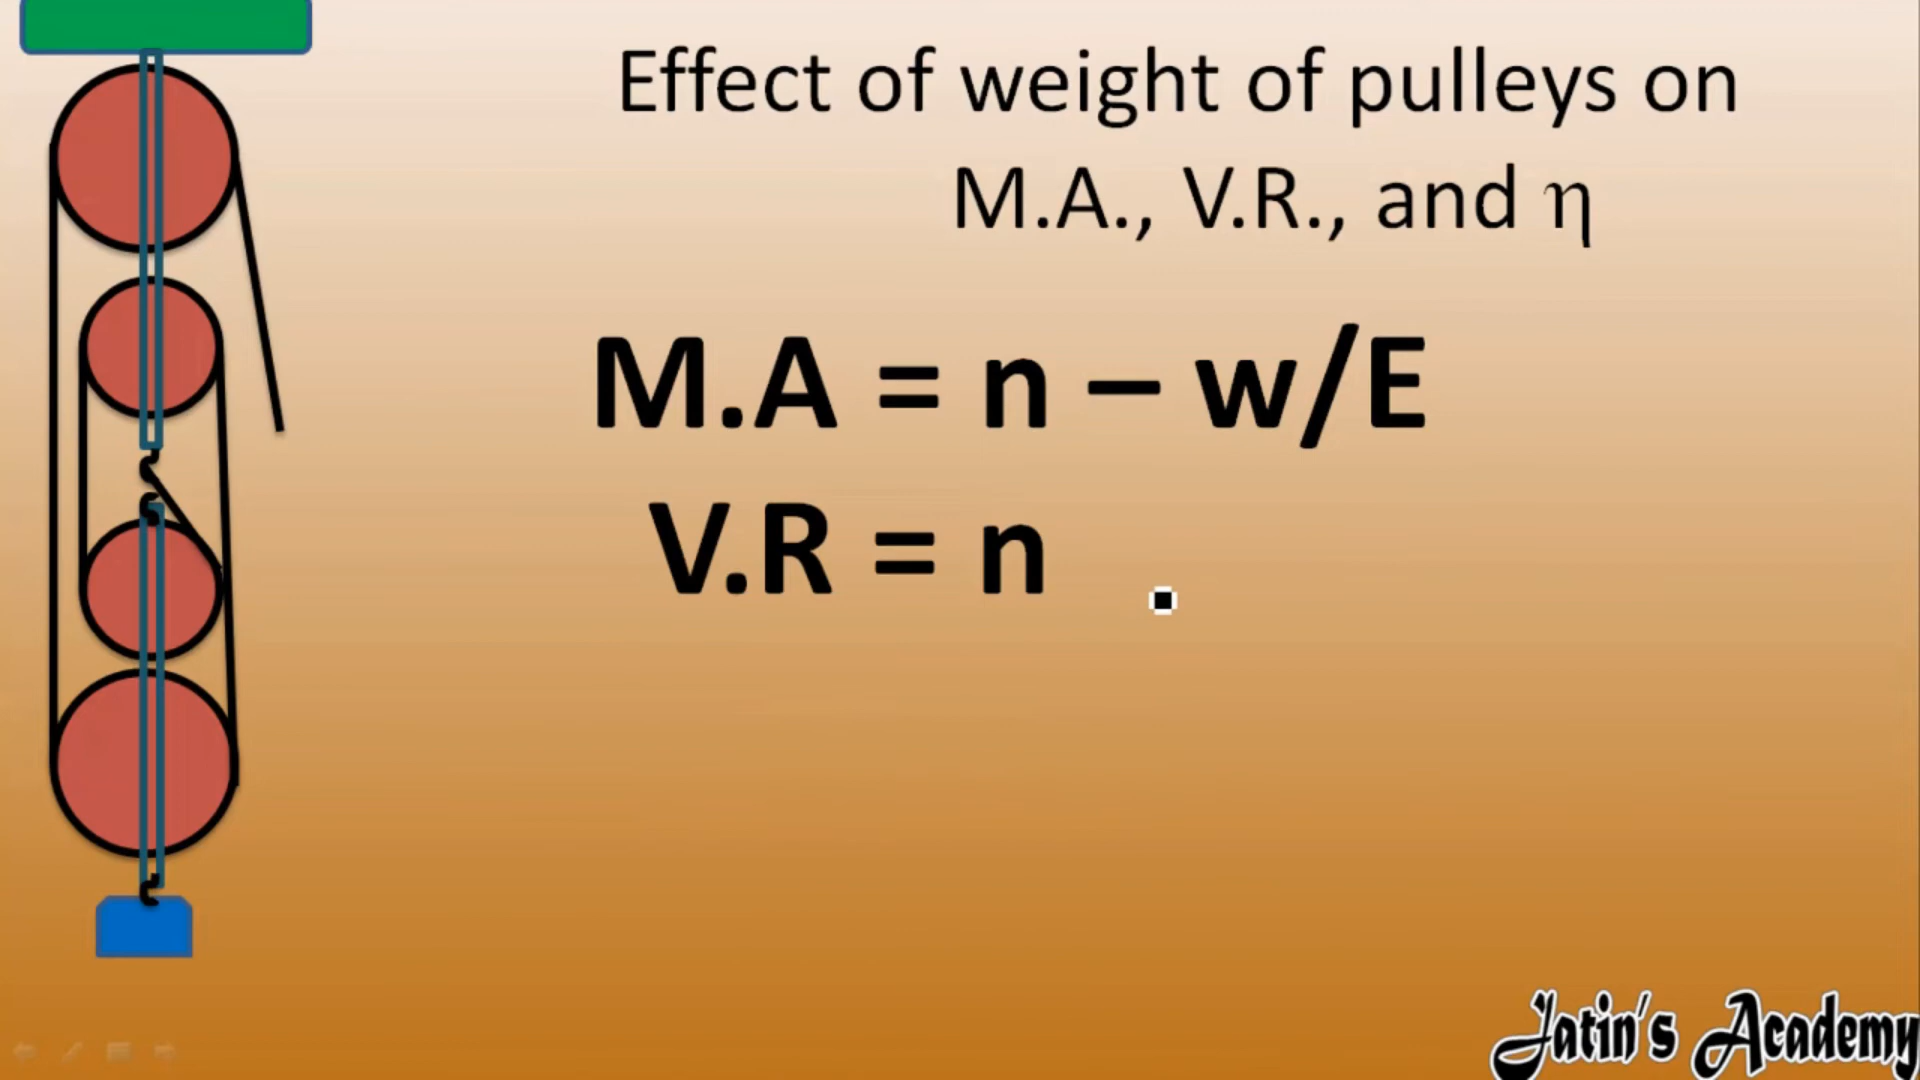 Effect of weight of pulleys on
M.A., V.R., and η
M.A = n – w/E
V.R = n
Jatin's Academy